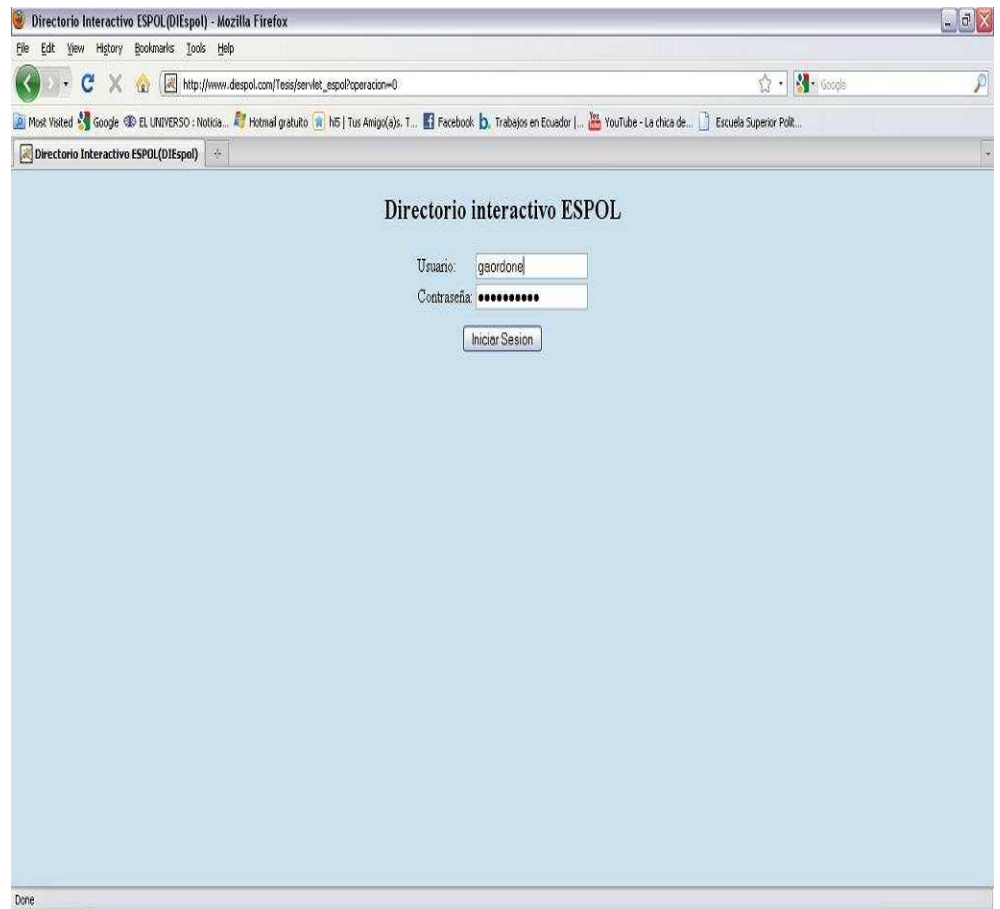 Directorio Interactivo ESPOL(DIEspol) - Mozilla Firefox
File Edit View History Bookmarks Tools Help
http://www.diespol.com/Tesis/servlet_espol?operacion=0 Google
Most Visited Google EL UNIVERSO : Noticia... Hotmail gratuito hi5 | Tus Amigo(a)s. T... Facebook Trabajos en Ecuador |... YouTube - La chica de... Escuela Superior Polit...
Directorio Interactivo ESPOL(DIEspol)
Directorio interactivo ESPOL
Usuario: gaordone
Contraseña: ••••••••••
Iniciar Sesion
Done